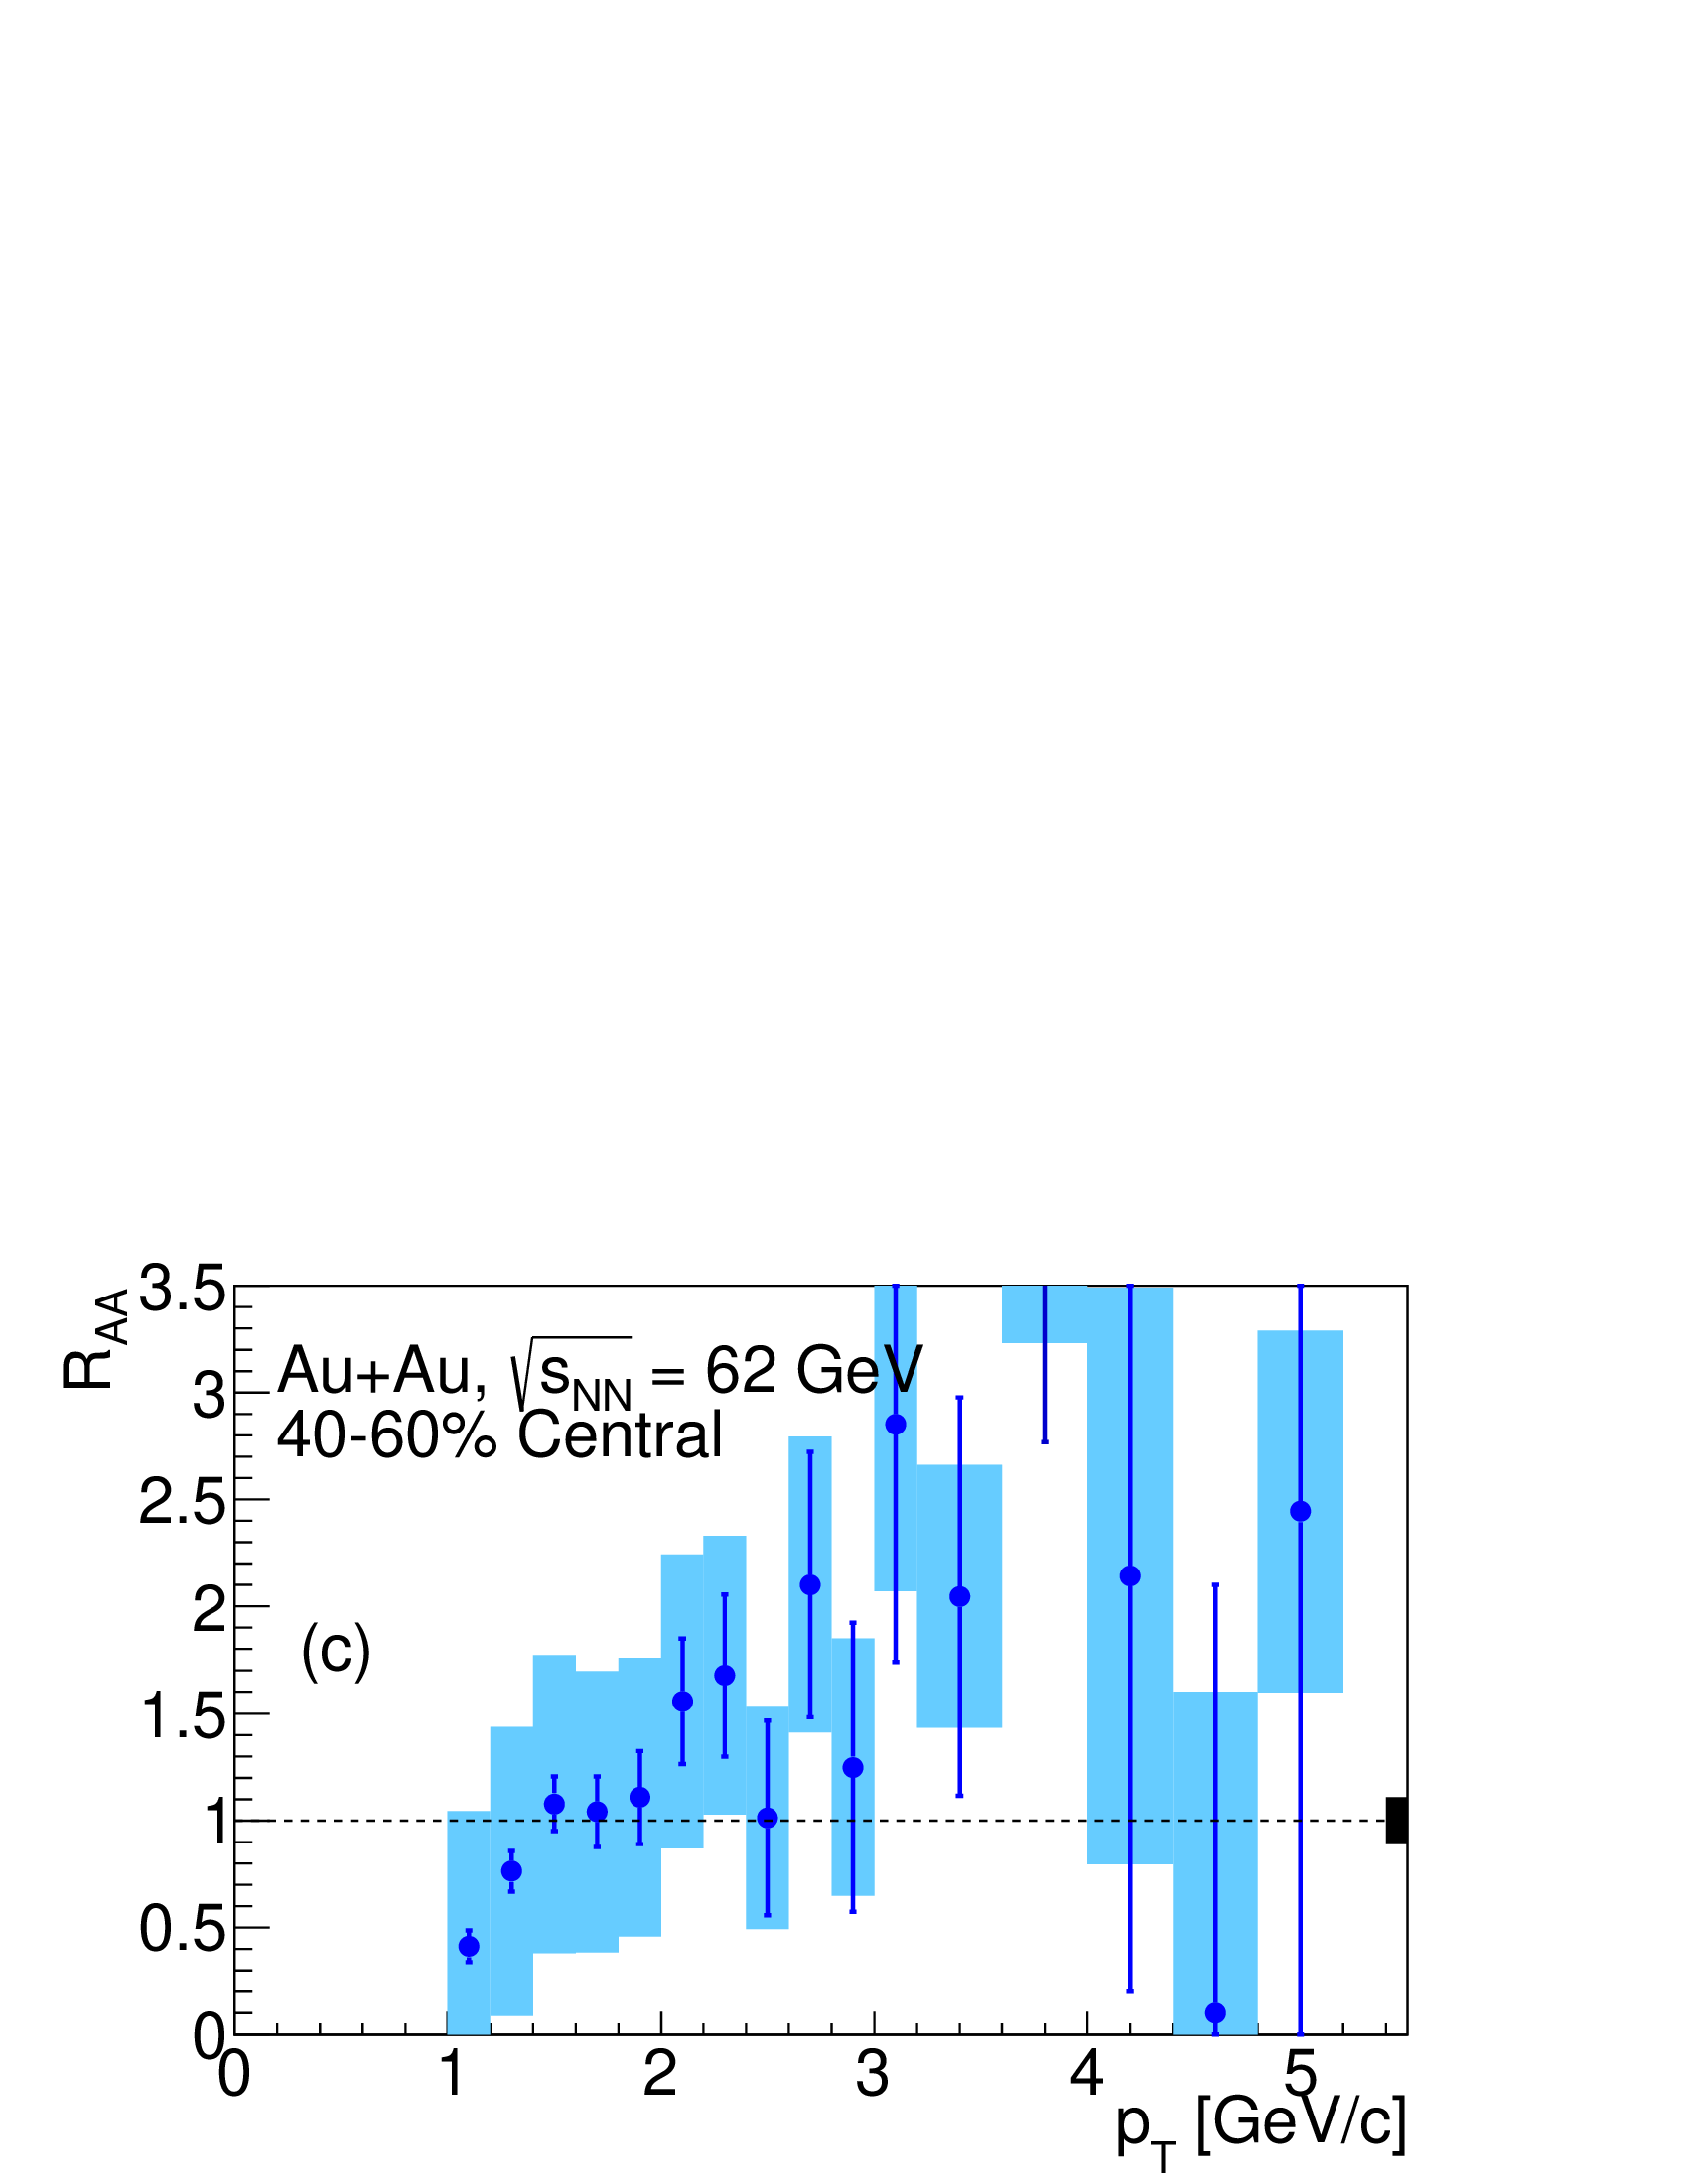 R_AA
3.5
3
2.5
2
1.5
1
0.5
0
Au+Au, √s_NN = 62 GeV
40-60% Central
(c)
0 1 2 3 4 5
p_T [GeV/c]